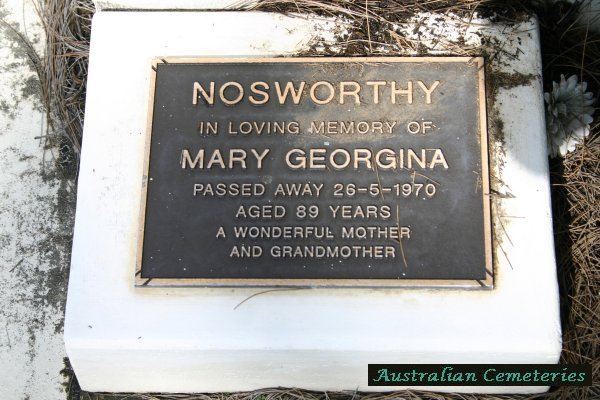 NOSWORTHY
IN LOVING MEMORY OF
MARY GEORGINA
PASSED AWAY 26-5-1970
AGED 89 YEARS
A WONDERFUL MOTHER
AND GRANDMOTHER
Australian Cemeteries